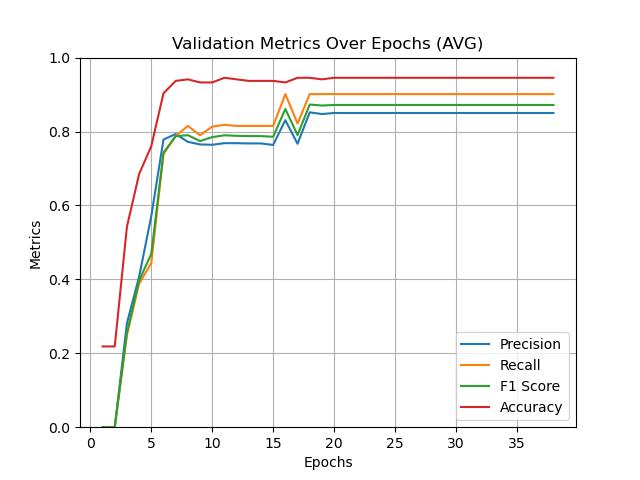 Validation Metrics Over Epochs (AVG)
1.0
0.8
0.6
0.4
0.2
0.0
Metrics
0 5 10 15 20 25 30 35
Epochs
Precision
Recall
F1 Score
Accuracy